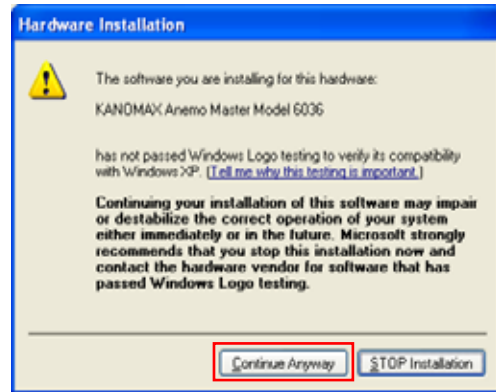 Hardware Installation
The software you are installing for this hardware:
KANOMAX Anemo Master Model 6036
has not passed Windows Logo testing to verify its compatibility
with Windows XP. (Tell me why this testing is important.)
Continuing your installation of this software may impair
or destabilize the correct operation of your system
either immediately or in the future. Microsoft strongly
recommends that you stop this installation now and
contact the hardware vendor for software that has
passed Windows Logo testing.
Continue Anyway
STOP Installation